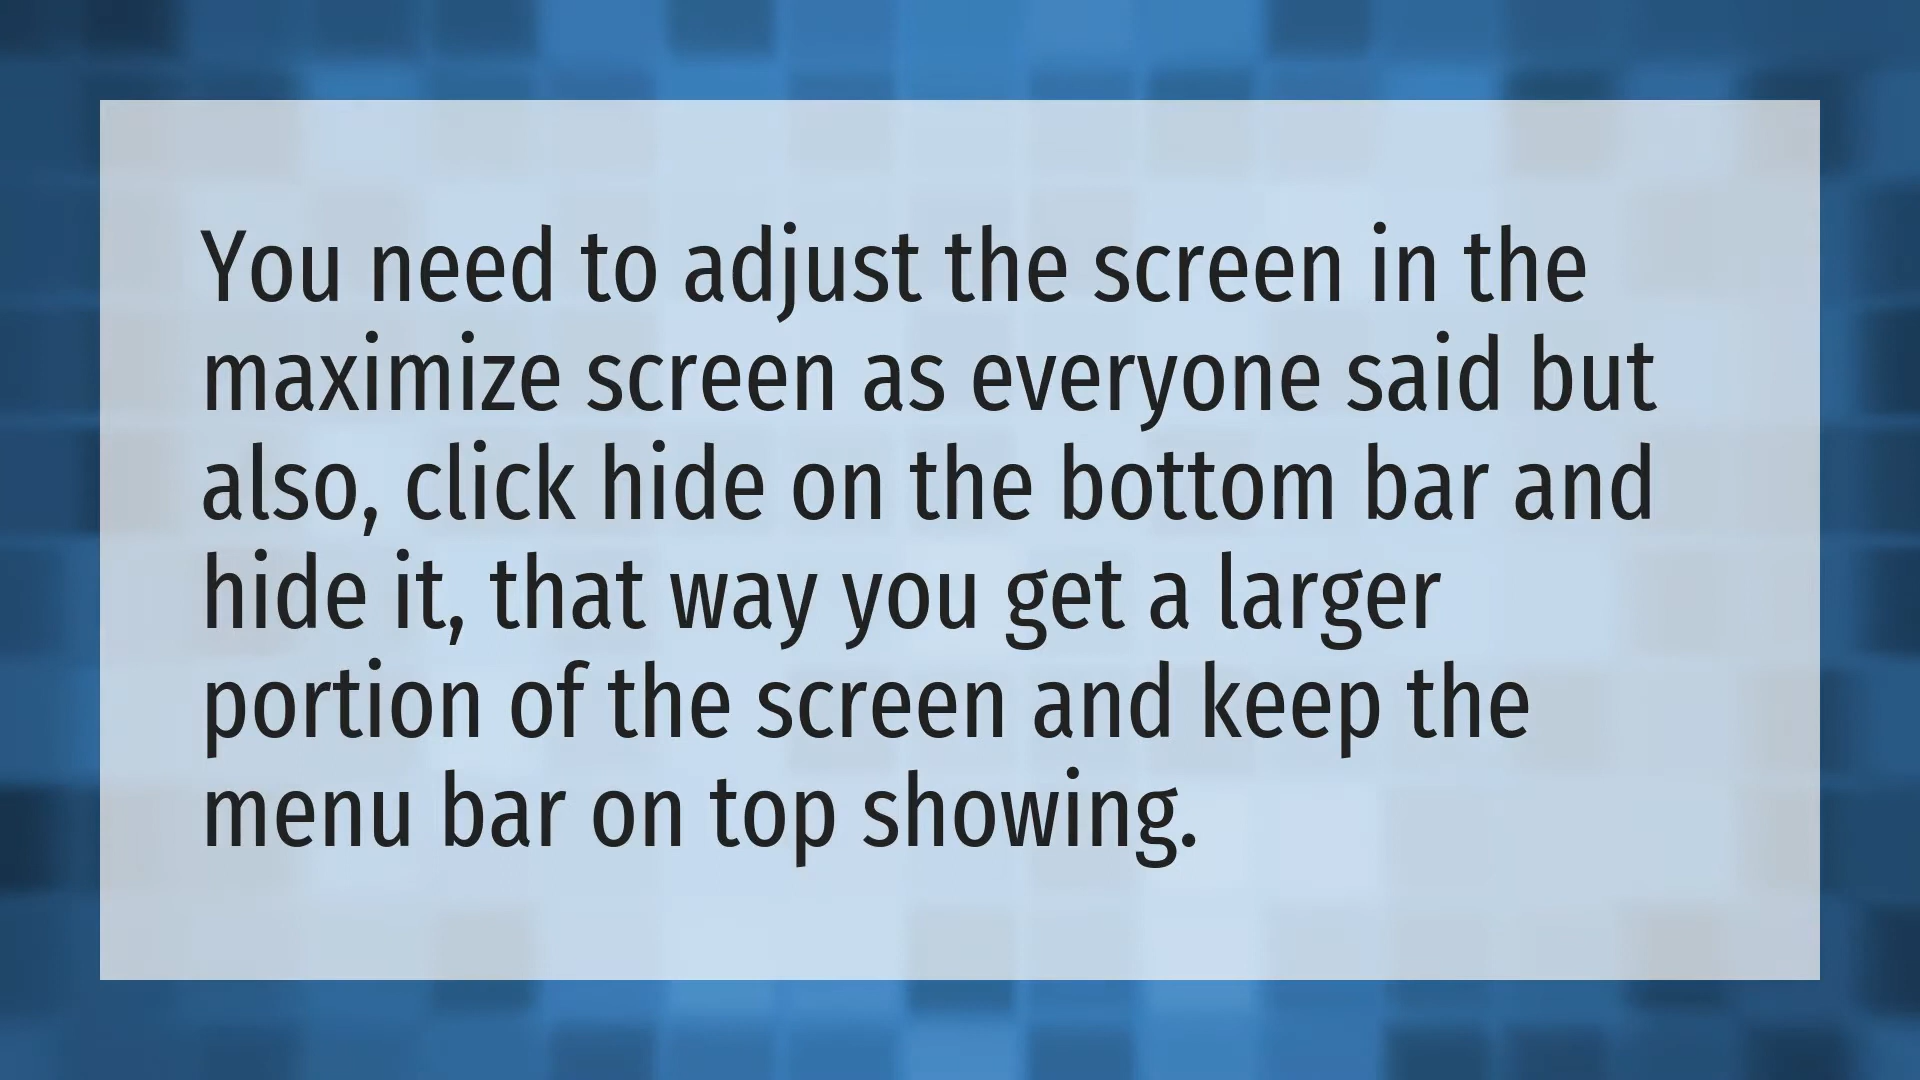 You need to adjust the screen in the
maximize screen as everyone said but
also, click hide on the bottom bar and
hide it, that way you get a larger
portion of the screen and keep the
menu bar on top showing.